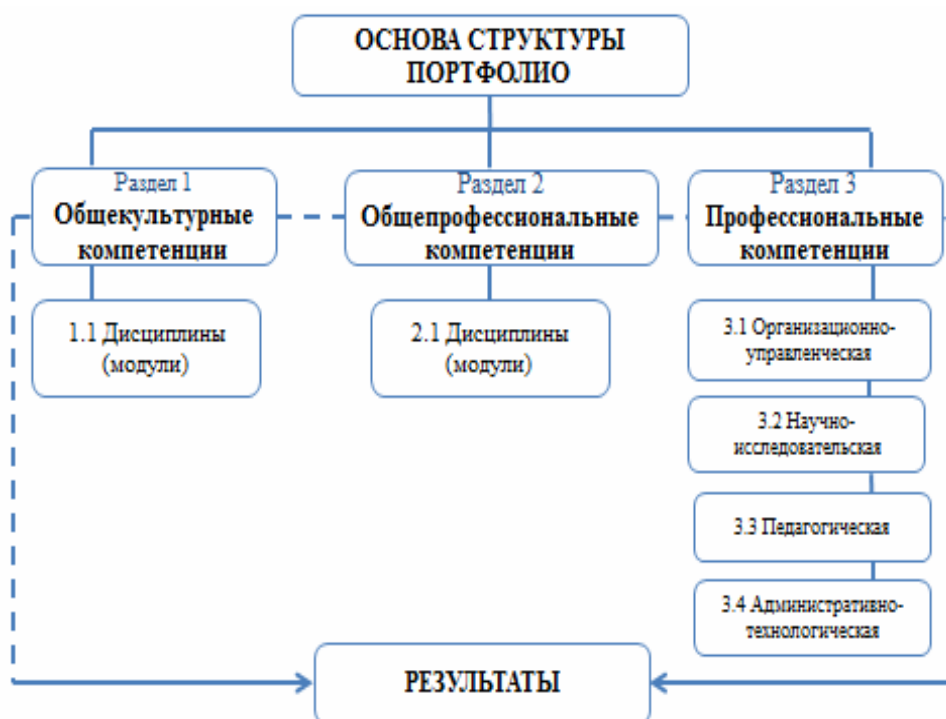 ОСНОВА СТРУКТУРЫ
ПОРТФОЛИО
Раздел 1
Общекультурные
компетенции
Раздел 2
Общепрофессиональные
компетенции
Раздел 3
Профессиональные
компетенции
1.1 Дисциплины
(модули)
2.1 Дисциплины
(модули)
3.1 Организационно-
управленческая
3.2 Научно-
исследовательская
3.3 Педагогическая
3.4 Административно-
технологическая
РЕЗУЛЬТАТЫ